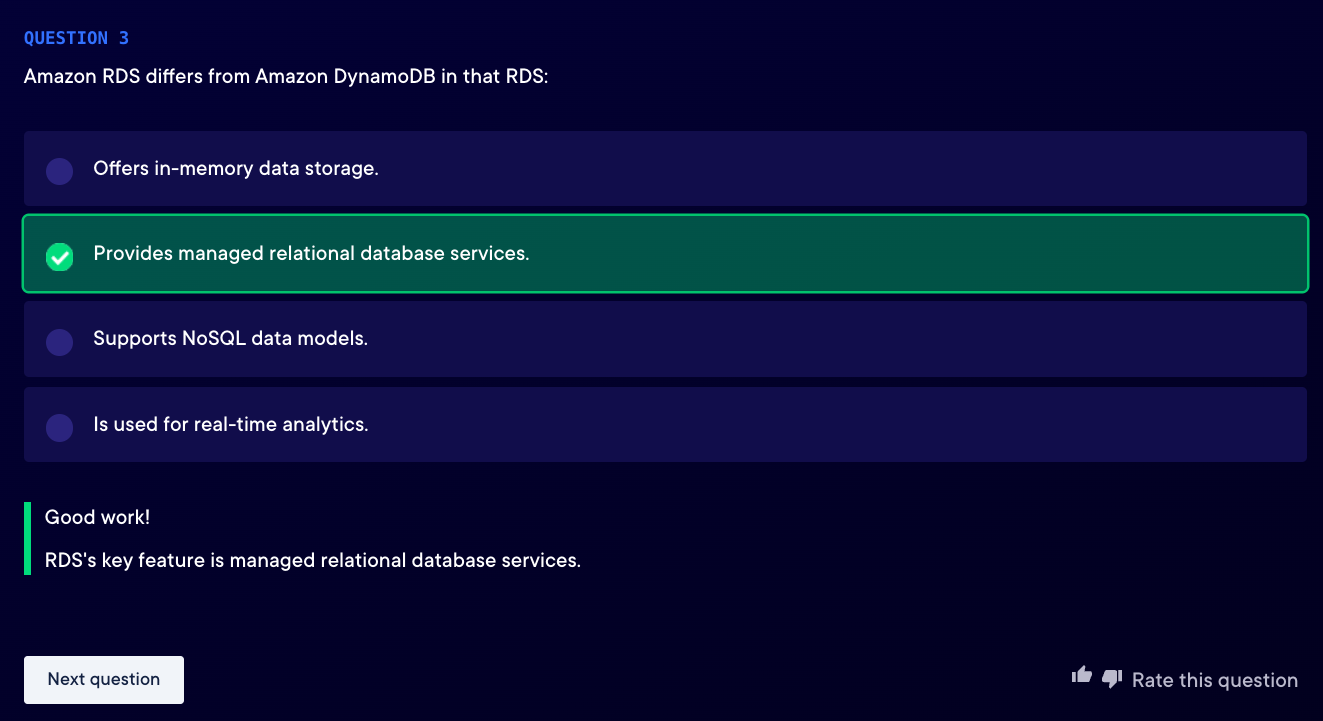 QUESTION 3
Amazon RDS differs from Amazon DynamoDB in that RDS:
Offers in-memory data storage.
Provides managed relational database services.
Supports NoSQL data models.
Is used for real-time analytics.
Good work!
RDS's key feature is managed relational database services.
Next question
Rate this question